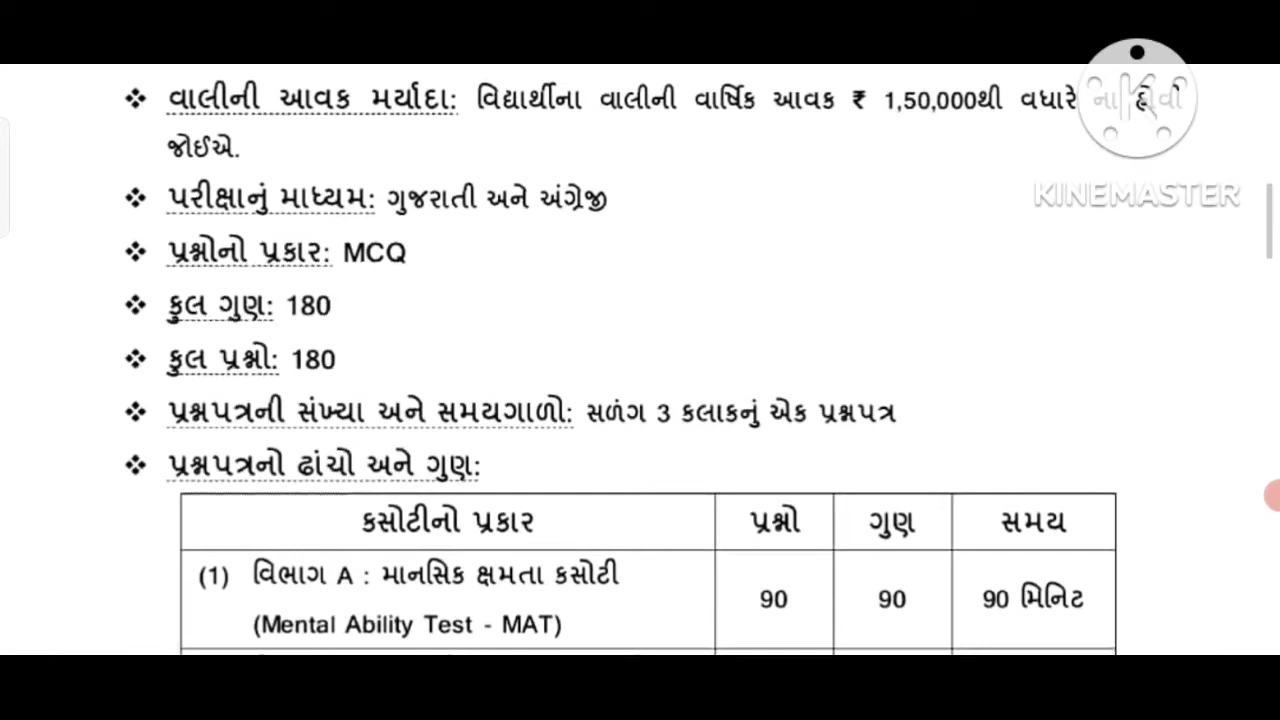 ❖ વાલીની આવક મર્યાદા: વિદ્યાર્થીના વાલીની વાર્ષિક આવક ₹ 1,50,000થી વધારે ના હોવી
જોઈએ.
❖ પરીક્ષાનું માધ્યમ: ગુજરાતી અને અંગ્રેજી
❖ પ્રશ્નોનો પ્રકાર: MCQ
❖ કુલ ગુણ: 180
❖ કુલ પ્રશ્નો: 180
❖ પ્રશ્નપત્રની સંખ્યા અને સમયગાળો: સળંગ 3 કલાકનું એક પ્રશ્નપત્ર
❖ પ્રશ્નપત્રનો ઢાંચો અને ગુણ:
કસોટીનો પ્રકાર પ્રશ્નો ગુણ સમય
(1) વિભાગ A : માનસિક ક્ષમતા કસોટી
(Mental Ability Test - MAT) 90 90 90 મિનિટ
K
KINEMASTER